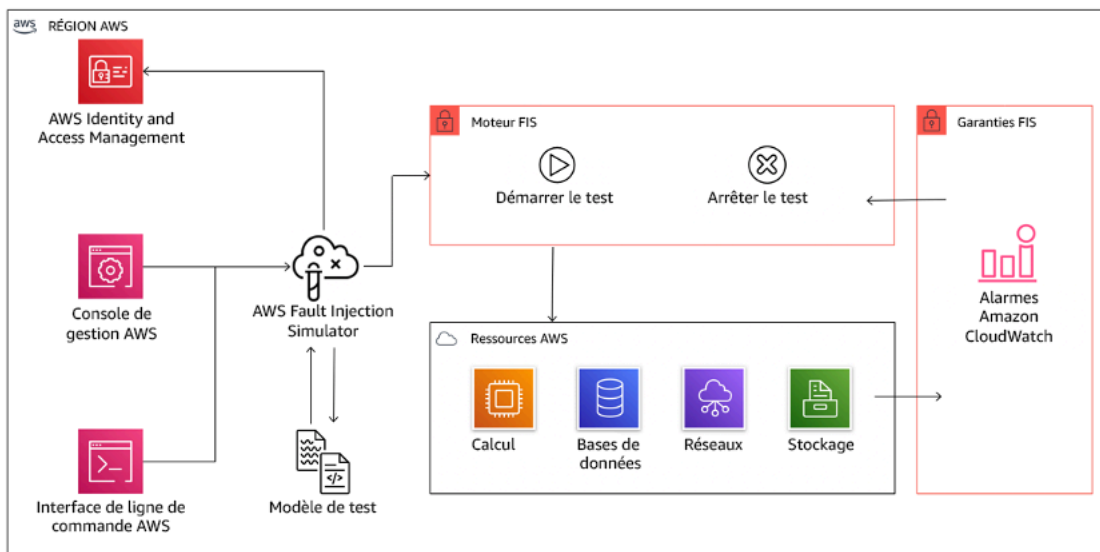 aws
RÉGION AWS
AWS Identity and
Access Management
Console de
gestion AWS
Interface de ligne de
commande AWS
AWS Fault Injection
Simulator
Modèle de test
Moteur FIS
Démarrer le test
Arrêter le test
Ressources AWS
Calcul
Bases de
données
Réseaux
Stockage
Garanties FIS
Alarmes
Amazon
CloudWatch